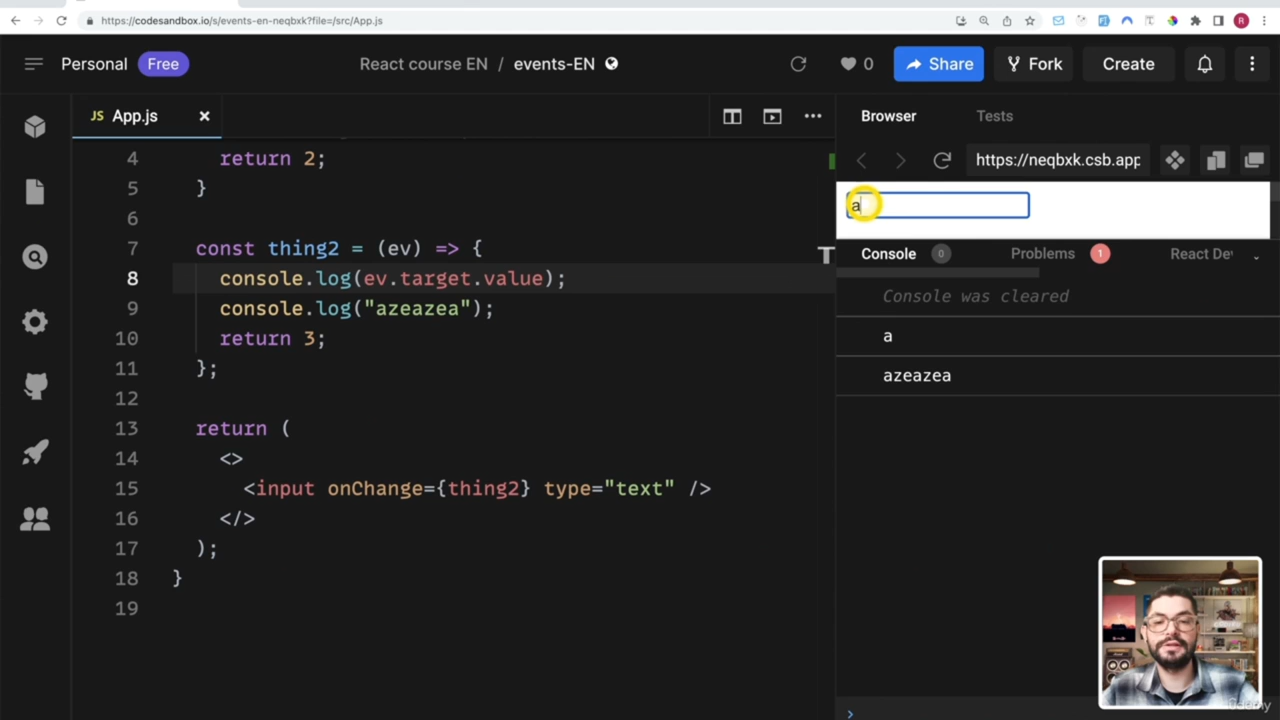 https://codesandbox.io/s/events-en-neqbxk?file=/src/App.js
R
Personal Free
React course EN / events-EN
0
Share
Fork
Create
JS App.js
Browser
Tests
https://neqbxk.csb.app
4 return 2;
5 }
6
7 const thing2 = (ev) => {
8 console.log(ev.target.value);
9 console.log("azeazea");
10 return 3;
11 };
12
13 return (
14 <>
15 <input onChange={thing2} type="text" />
16 </>
17 );
18 }
19
a
Console 0 Problems 1 React De
Console was cleared
a
azeazea
ûdemy